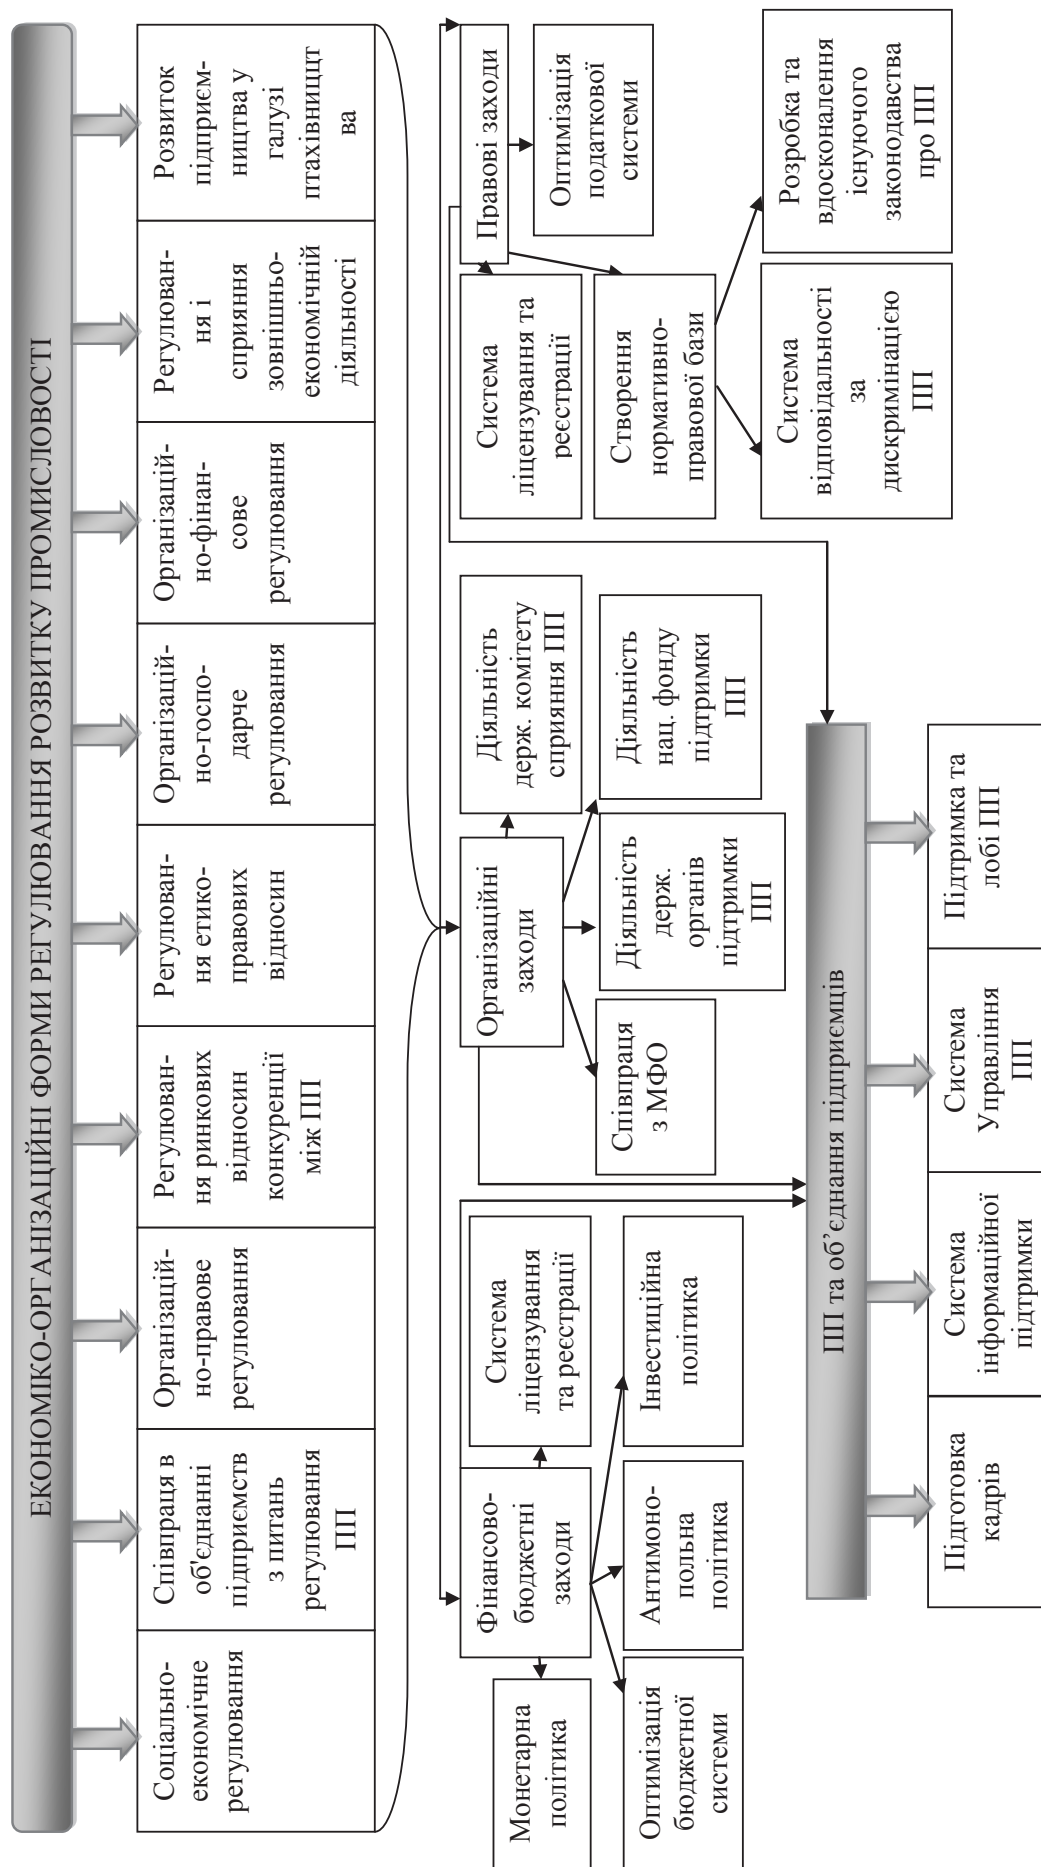 ЕКОНОМІКО-ОРГАНІЗАЦІЙНІ ФОРМИ РЕГУЛЮВАННЯ РОЗВИТКУ ПРОМИСЛОВОСТІ
Соціально-
економічне
регулювання
Співпраця в
об'єднанні
підприємств
з питань
регулювання
ПП
Організацій-
но-правове
регулювання
Регулюван-
ня ринкових
відносин
конкуренції
між ПП
Регулюван-
ня етико-
правових
відносин
Організацій-
но-госпо-
дарче
регулювання
Організацій-
но-фінан-
сове
регулювання
Регулюван-
ня і
сприяння
зовнішньо-
економічній
діяльності
Розвиток
підприєм-
ництва у
галузі
птахівницт
ва
Монетарна
політика
Фінансово-
бюджетні
заходи
Система
ліцензування
та реєстрації
Оптимізація
бюджетної
системи
Антимоно-
польна
політика
Інвестиційна
політика
Організаційні
заходи
Діяльність
держ. комітету
сприяння ПП
Співпраця
з МФО
Діяльність
держ.
органів
підтримки
ПП
Діяльність
нац. фонду
підтримки
ПП
Правові заходи
Система
ліцензування та
реєстрації
Оптимізація
податкової
системи
Створення
нормативно-
правової бази
Система
відповідальності
за
дискримінацією
ПП
Розробка та
вдосконалення
існуючого
законодавства
про ПП
ПП та об’єднання підприємців
Підготовка
кадрів
Система
інформаційної
підтримки
Система
Управління
ПП
Підтримка та
лобі ПП